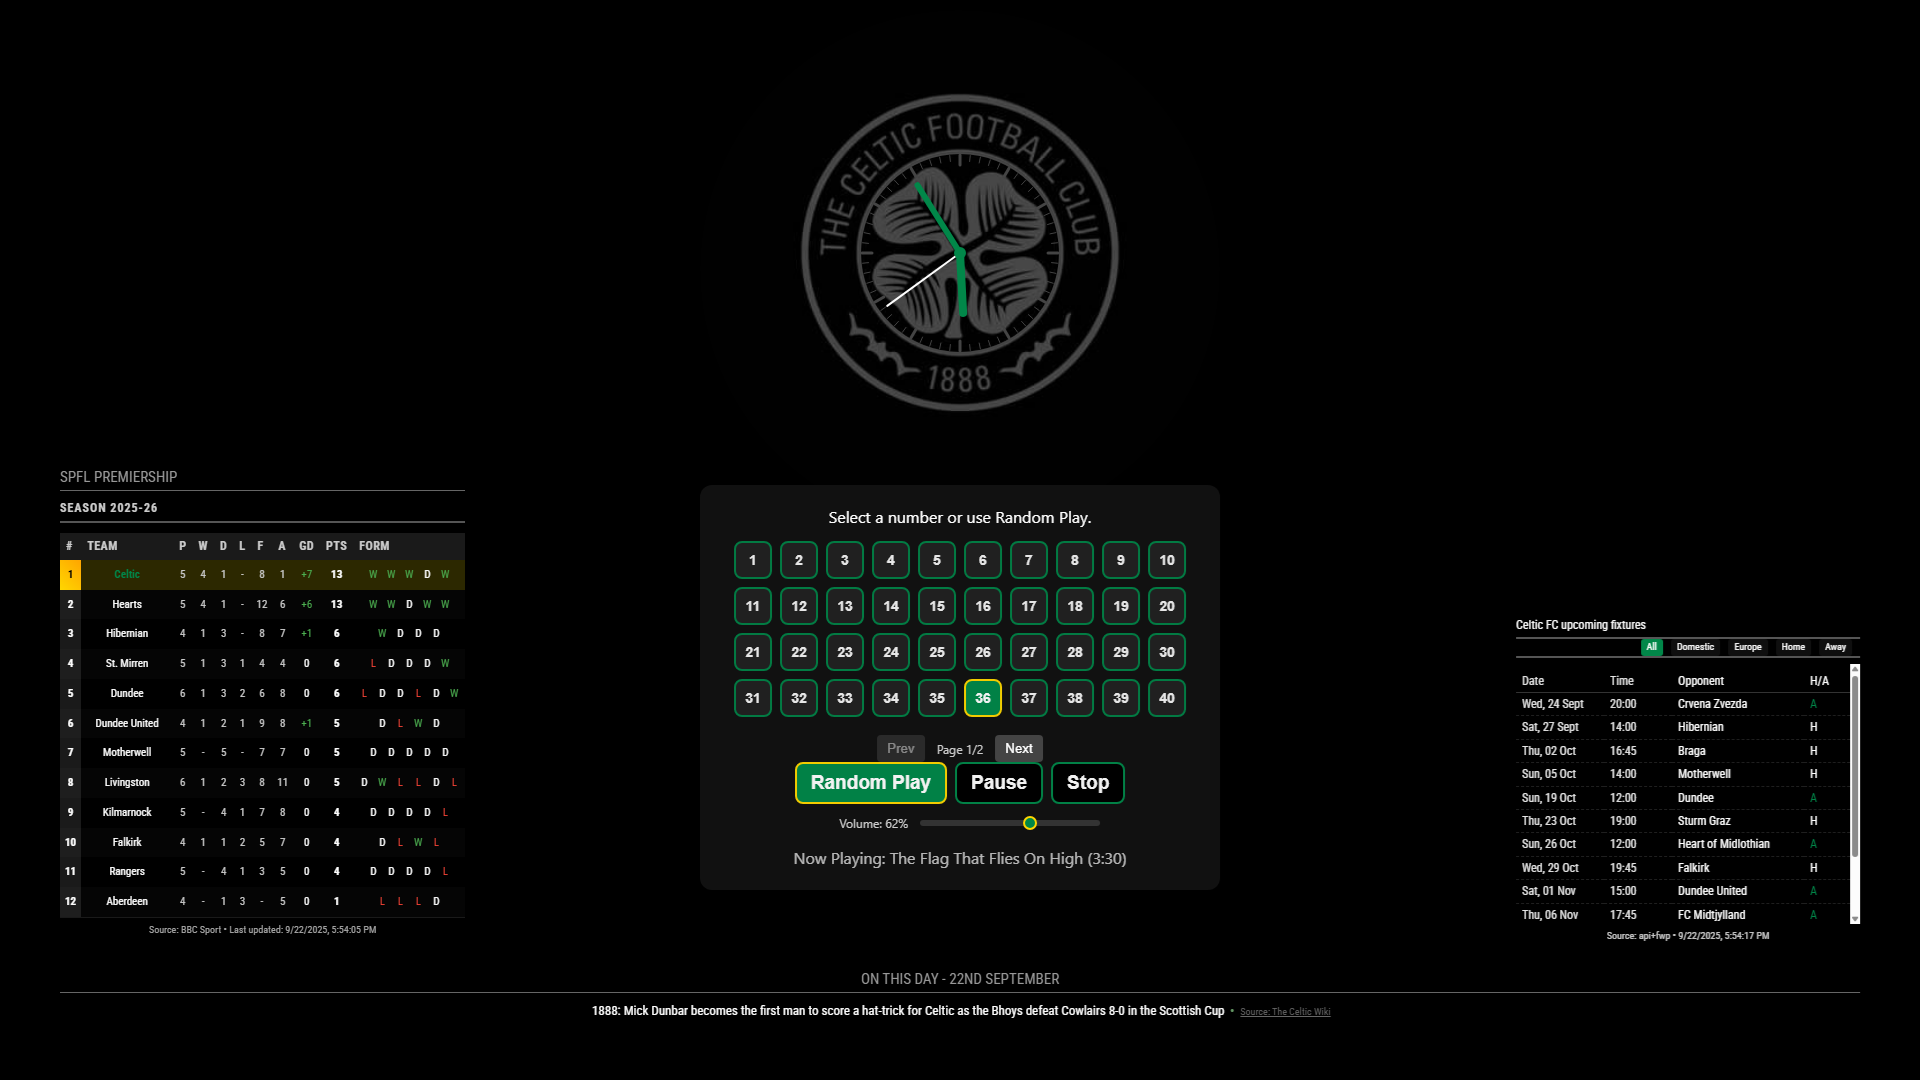 THE CELTIC FOOTBALL CLUB
1888
SPFL PREMIERSHIP
SEASON 2025-26
# TEAM P W D L F A GD PTS FORM
1 Celtic 5 4 1 - 8 1 +7 13 W W W D W
2 Hearts 5 4 1 - 12 6 +6 13 W W D W W
3 Hibernian 4 1 3 - 8 7 +1 6 W D D D
4 St. Mirren 5 1 3 1 4 4 0 6 L D D D W
5 Dundee 6 1 3 2 6 8 0 6 L D D L D W
6 Dundee United 4 1 2 1 9 8 +1 5 D L W D
7 Motherwell 5 - 5 - 7 7 0 5 D D D D D
8 Livingston 6 1 2 3 8 11 0 5 D W L L D L
9 Kilmarnock 5 - 4 1 7 8 0 4 D D D D L
10 Falkirk 4 1 1 2 5 7 0 4 D L W L
11 Rangers 5 - 4 1 3 5 0 4 D D D D L
12 Aberdeen 4 - 1 3 - 5 0 1 L L L D
Source: BBC Sport • Last updated: 9/22/2025, 5:54:05 PM
Select a number or use Random Play.
1 2 3 4 5 6 7 8 9 10
11 12 13 14 15 16 17 18 19 20
21 22 23 24 25 26 27 28 29 30
31 32 33 34 35 36 37 38 39 40
Prev Page 1/2 Next
Random Play Pause Stop
Volume: 62%
Now Playing: The Flag That Flies On High (3:30)
Celtic FC upcoming fixtures
All Domestic Europe Home Away
Date Time Opponent H/A
Wed, 24 Sept 20:00 Crvena Zvezda A
Sat, 27 Sept 14:00 Hibernian H
Thu, 02 Oct 16:45 Braga H
Sun, 05 Oct 14:00 Motherwell H
Sun, 19 Oct 12:00 Dundee A
Thu, 23 Oct 19:00 Sturm Graz H
Sun, 26 Oct 12:00 Heart of Midlothian A
Wed, 29 Oct 19:45 Falkirk H
Sat, 01 Nov 15:00 Dundee United A
Thu, 06 Nov 17:45 FC Midtjylland A
Source: api+fwp • 9/22/2025, 5:54:17 PM
ON THIS DAY - 22ND SEPTEMBER
1888: Mick Dunbar becomes the first man to score a hat-trick for Celtic as the Bhoys defeat Cowlairs 8-0 in the Scottish Cup • Source: The Celtic Wiki